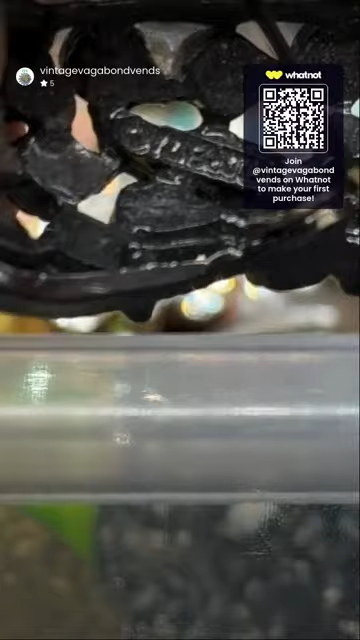 vintagevagabondvends
★ 5
whatnot
Join
@vintagevagabond
vends on Whatnot
to make your first
purchase!